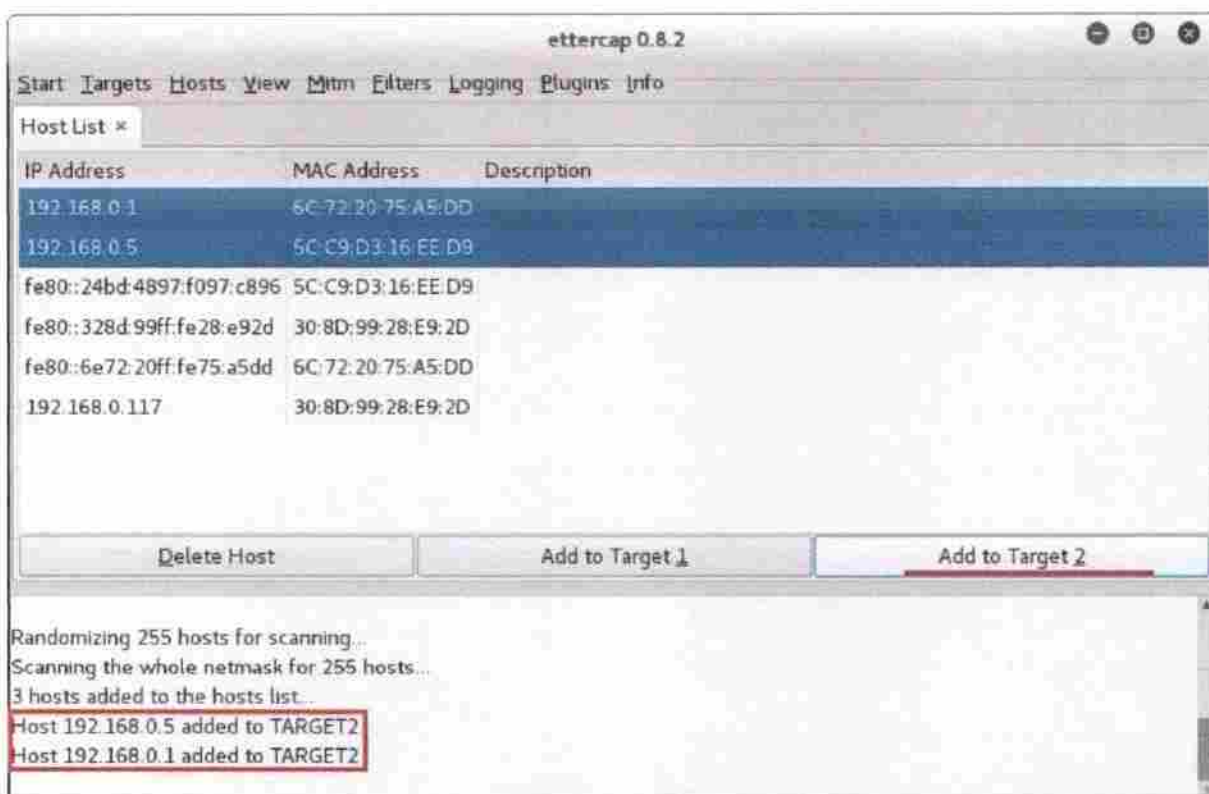 ettercap 0.8.2
Start Targets Hosts View Mitm Filters Logging Plugins Info
Host List ×
IP Address MAC Address Description
192.168.0.1 6C:72:20:75:A5:DD
192.168.0.5 5C:C9:D3:16:EE:D9
fe80::24bd:4897:f097:c896 5C:C9:D3:16:EE:D9
fe80::328d:99ff:fe28:e92d 30:8D:99:28:E9:2D
fe80::6e72:20ff:fe75:a5dd 6C:72:20:75:A5:DD
192.168.0.117 30:8D:99:28:E9:2D
Delete Host Add to Target 1 Add to Target 2
Randomizing 255 hosts for scanning...
Scanning the whole netmask for 255 hosts...
3 hosts added to the hosts list...
Host 192.168.0.5 added to TARGET2
Host 192.168.0.1 added to TARGET2